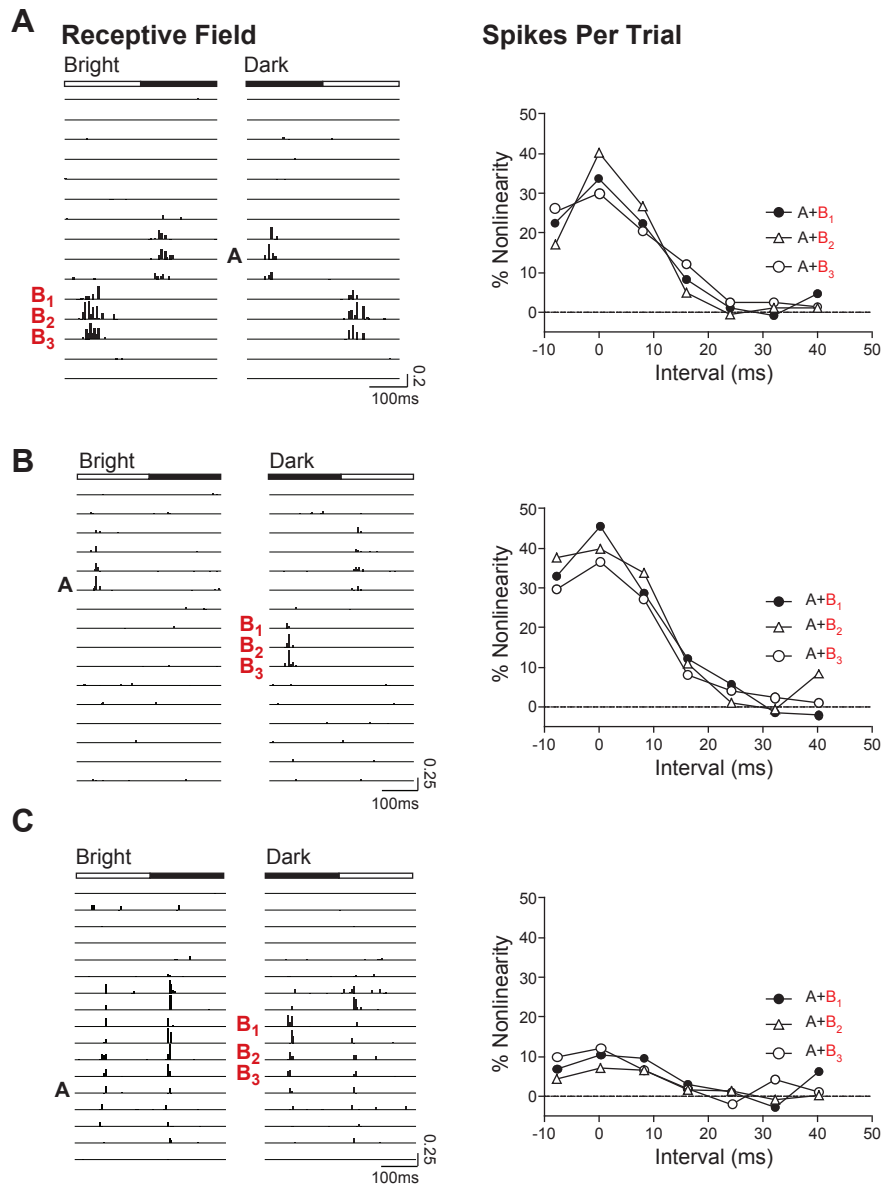 A
Receptive Field
Spikes Per Trial
Bright
Dark
A
B1
B2
B3
0.2
100ms
% Nonlinearity
50
40
30
20
10
0
-10 0 10 20 30 40 50
Interval (ms)
A+B1
A+B2
A+B3
B
Bright
Dark
A
B1
B2
B3
0.25
100ms
% Nonlinearity
50
40
30
20
10
0
-10 0 10 20 30 40 50
Interval (ms)
A+B1
A+B2
A+B3
C
Bright
Dark
B1
B2
B3
A
0.25
100ms
% Nonlinearity
50
40
30
20
10
0
-10 0 10 20 30 40 50
Interval (ms)
A+B1
A+B2
A+B3